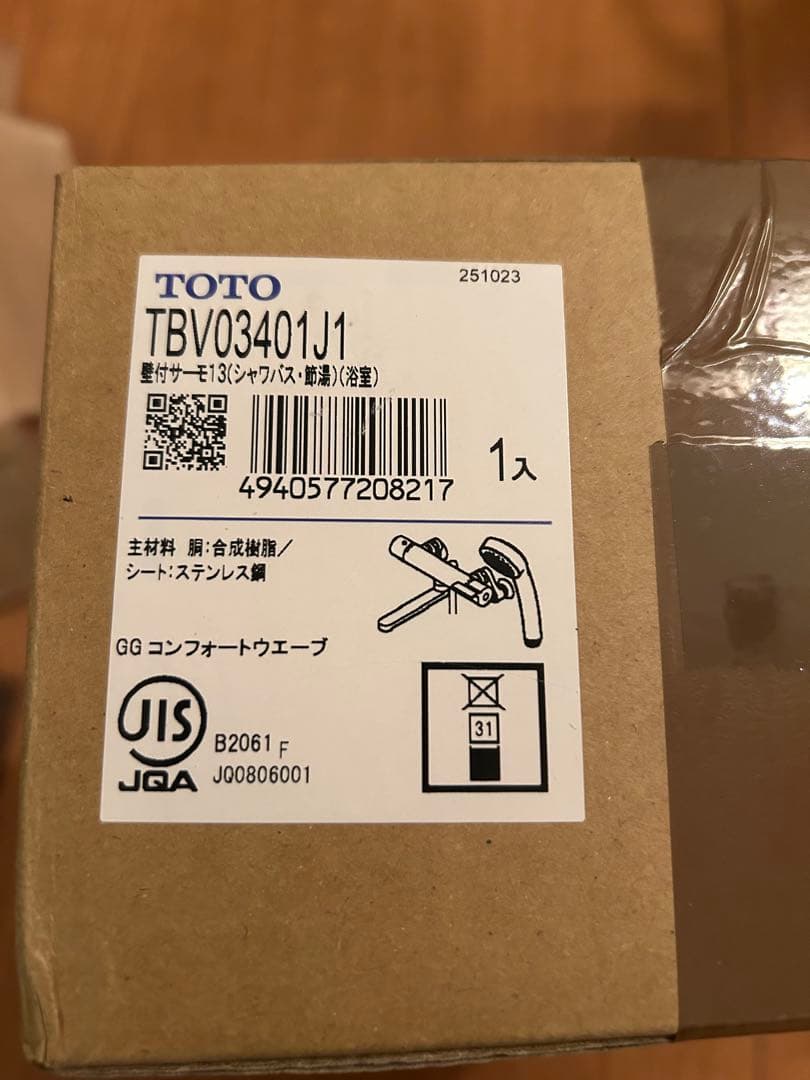 TOTO
251023
TBV03401J1
壁付サーモ13(シャワバス・節湯)(浴室)
4940577208217
1入
主材料 胴:合成樹脂/
シート:ステンレス鋼
GG コンフォートウエーブ
JIS
JQA
B2061 F
JQ0806001
31